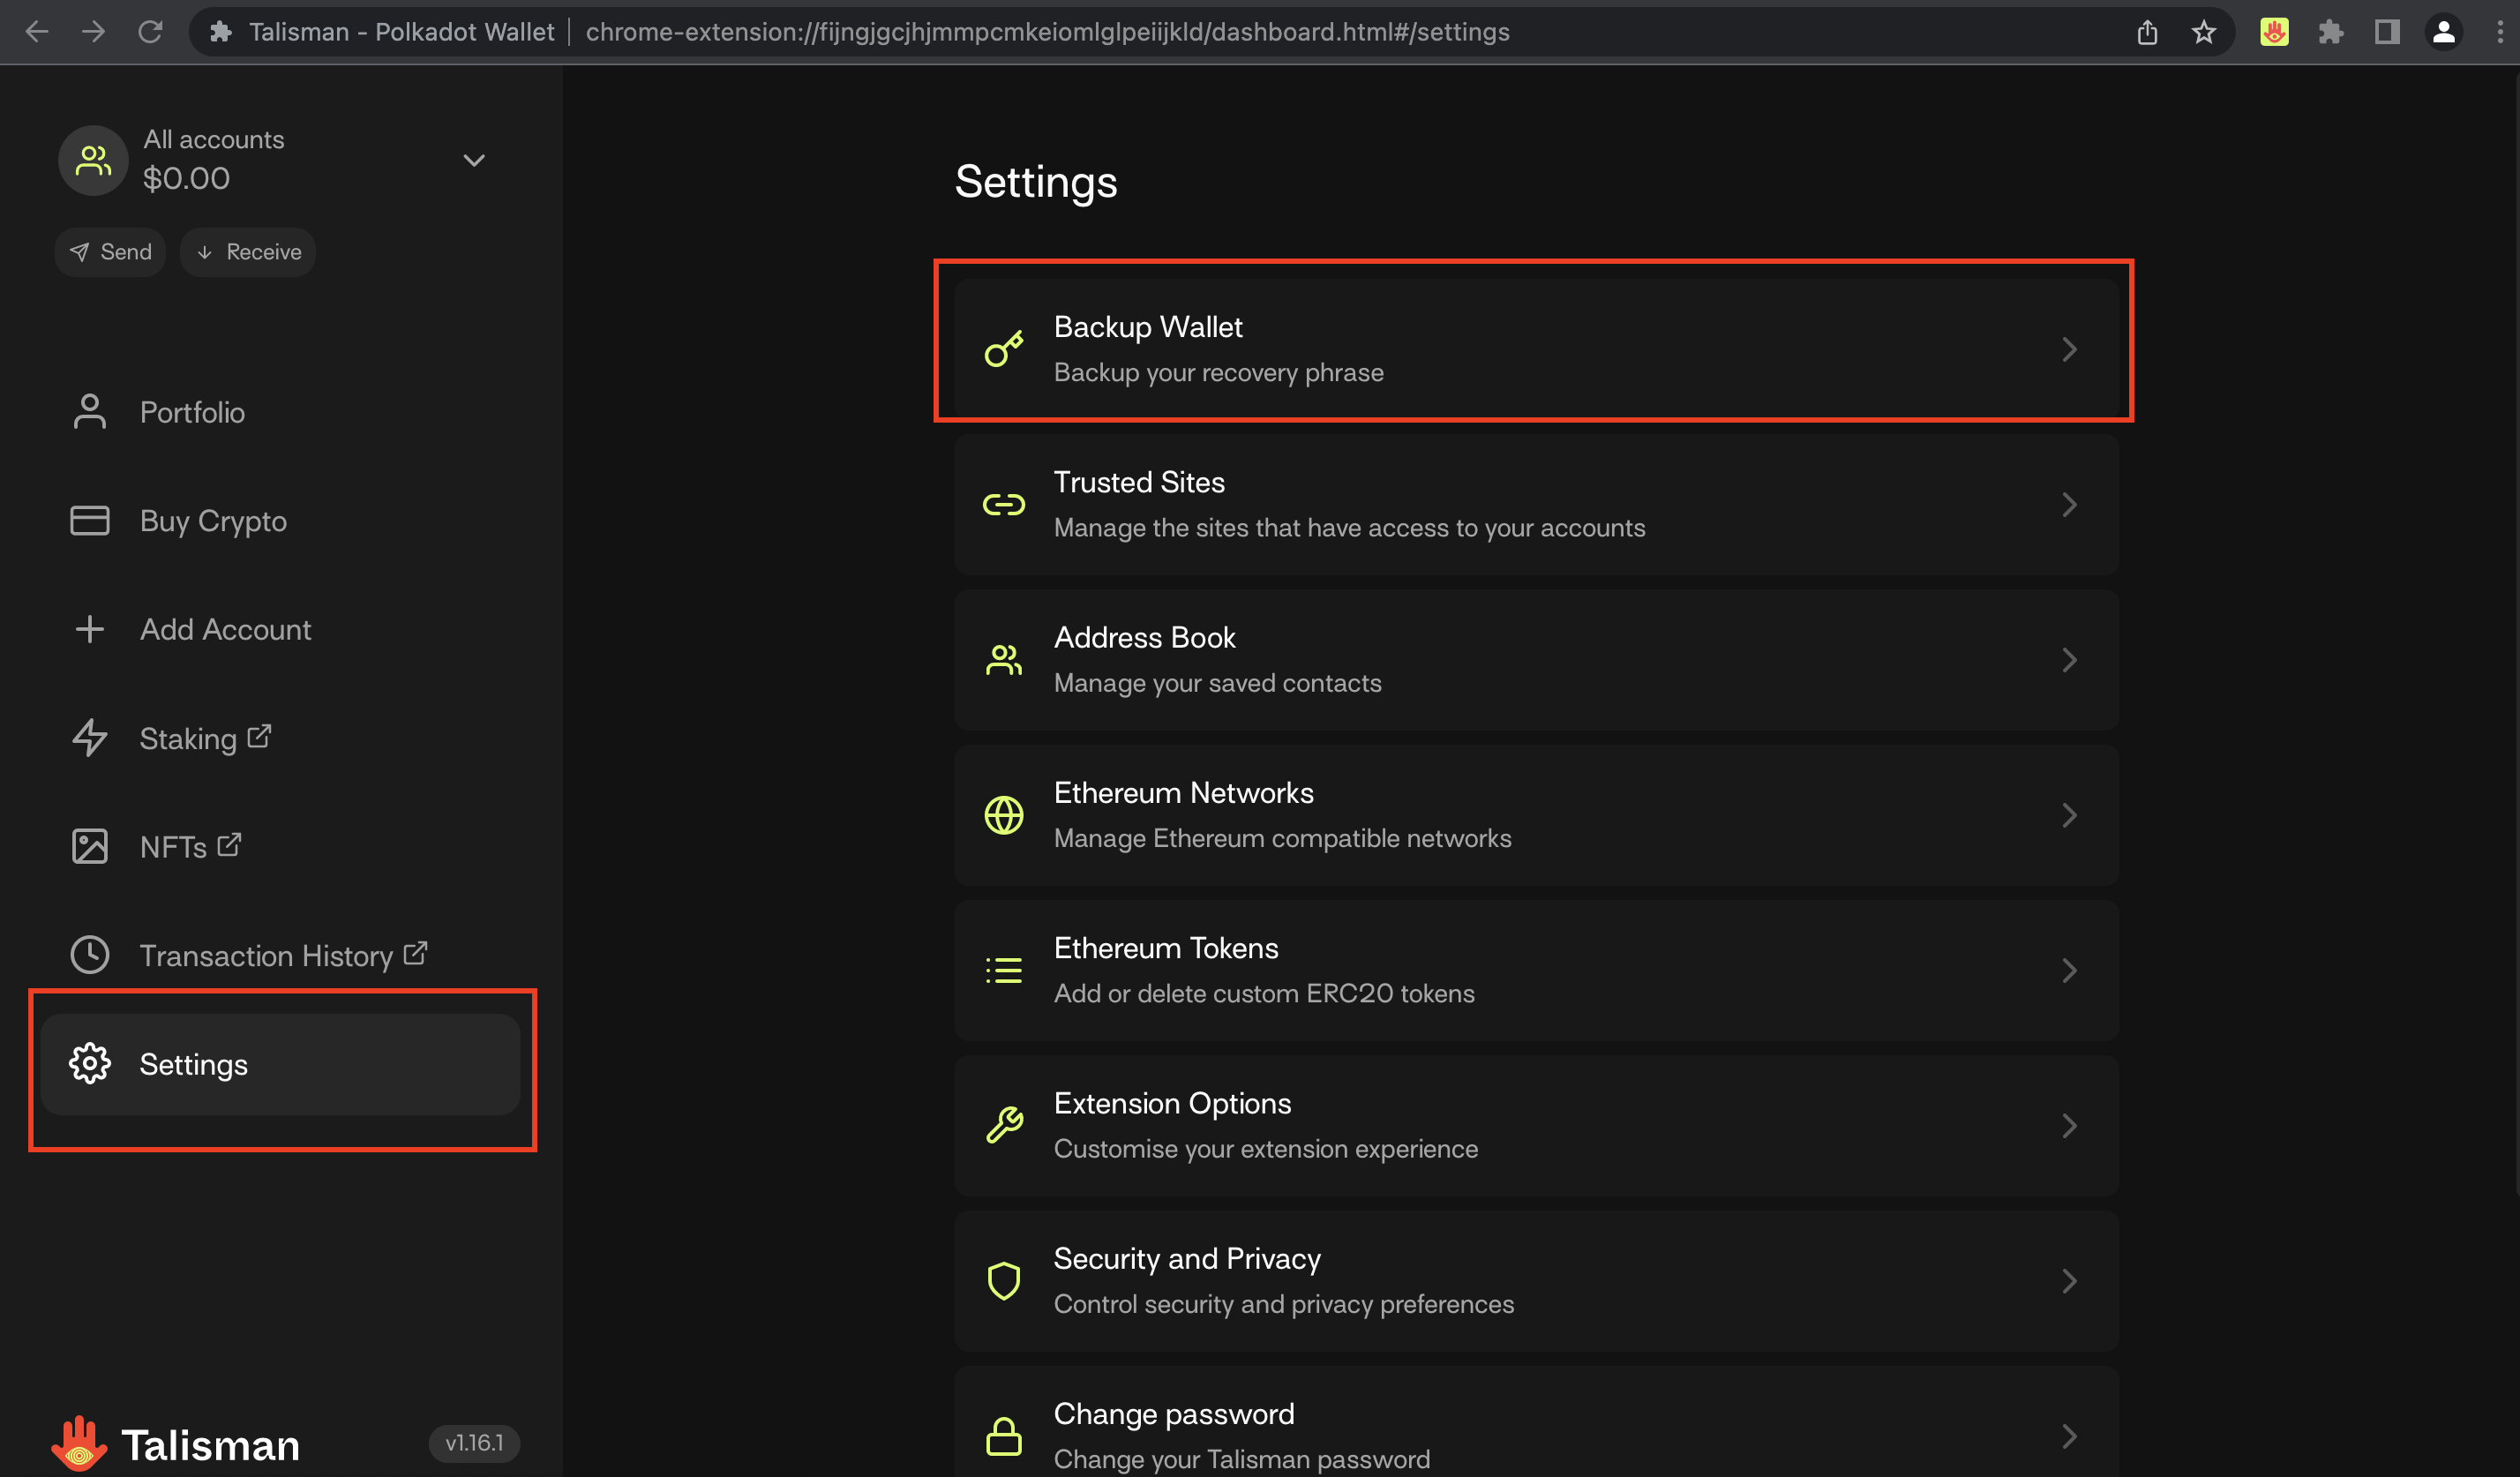 Talisman - Polkadot Wallet | chrome-extension://fijngjgcjhjmmpcmkeiomlglpeiijkld/dashboard.html#/settings
All accounts
$0.00
Send
Receive
Portfolio
Buy Crypto
Add Account
Staking
NFTs
Transaction History
Settings
Talisman
v1.16.1
Settings
Backup Wallet
Backup your recovery phrase
Trusted Sites
Manage the sites that have access to your accounts
Address Book
Manage your saved contacts
Ethereum Networks
Manage Ethereum compatible networks
Ethereum Tokens
Add or delete custom ERC20 tokens
Extension Options
Customise your extension experience
Security and Privacy
Control security and privacy preferences
Change password
Change your Talisman password